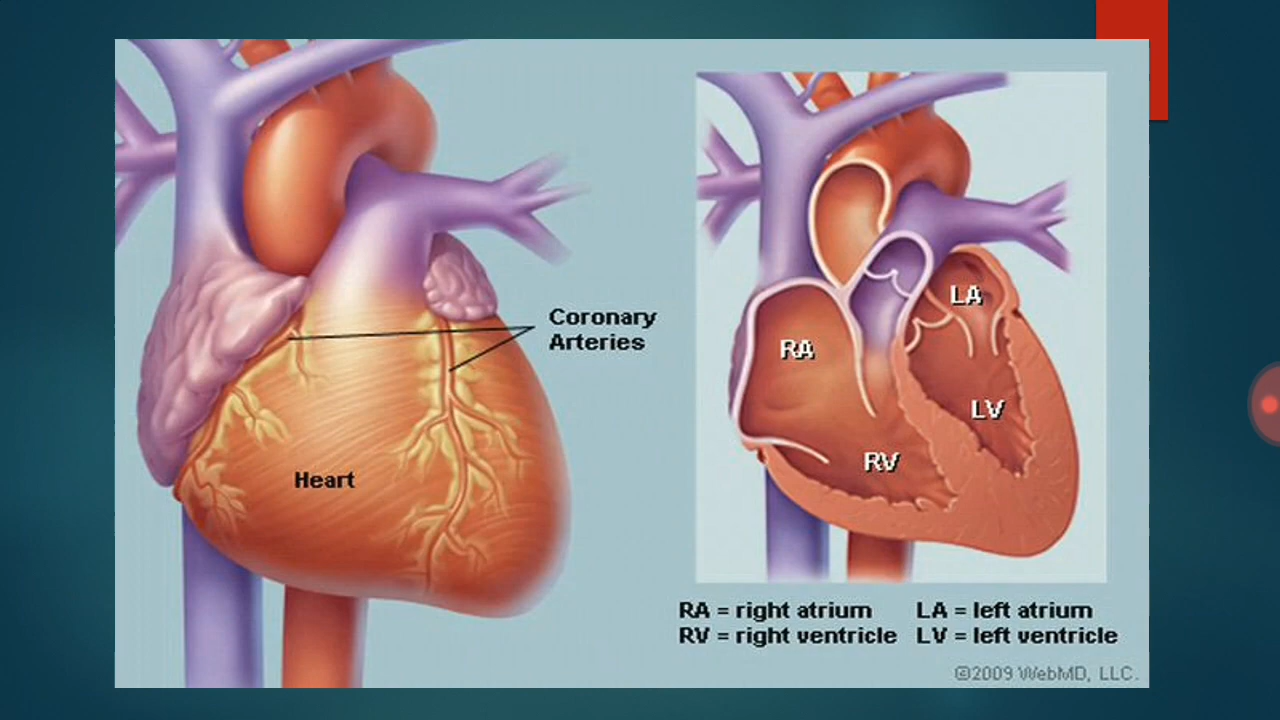 Coronary
Arteries
Heart
RA
LA
LV
RV
RA = right atrium LA = left atrium
RV = right ventricle LV = left ventricle
©2009 WebMD, LLC.